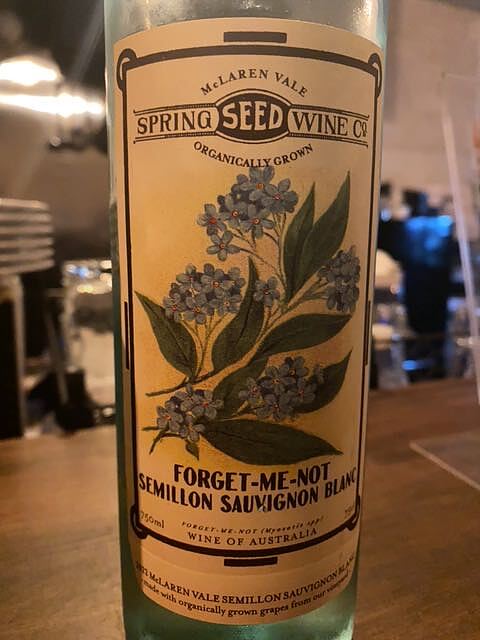 McLAREN VALE
SPRING SEED WINE Co
ORGANICALLY GROWN
FORGET-ME-NOT
SEMILLON SAUVIGNON BLANC
750ml
FORGET-ME-NOT (Myosotis spp)
WINE OF AUSTRALIA
McLAREN VALE SEMILLON SAUVIGNON BLANC
made with organically grown grapes from our vineyard